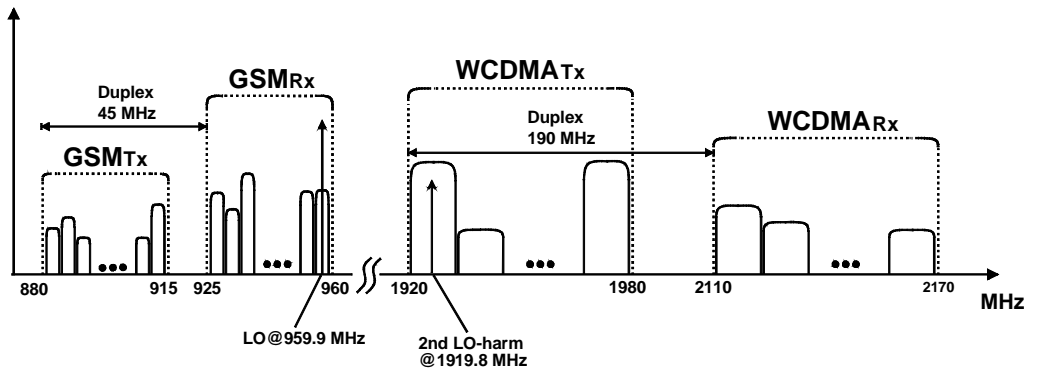 WCDMATx
GSMRx
Duplex
45 MHz
Duplex
190 MHz
WCDMARx
GSMTx
880
915
925
960
1920
1980
2110
2170
MHz
LO@959.9 MHz
2nd LO-harm
@1919.8 MHz